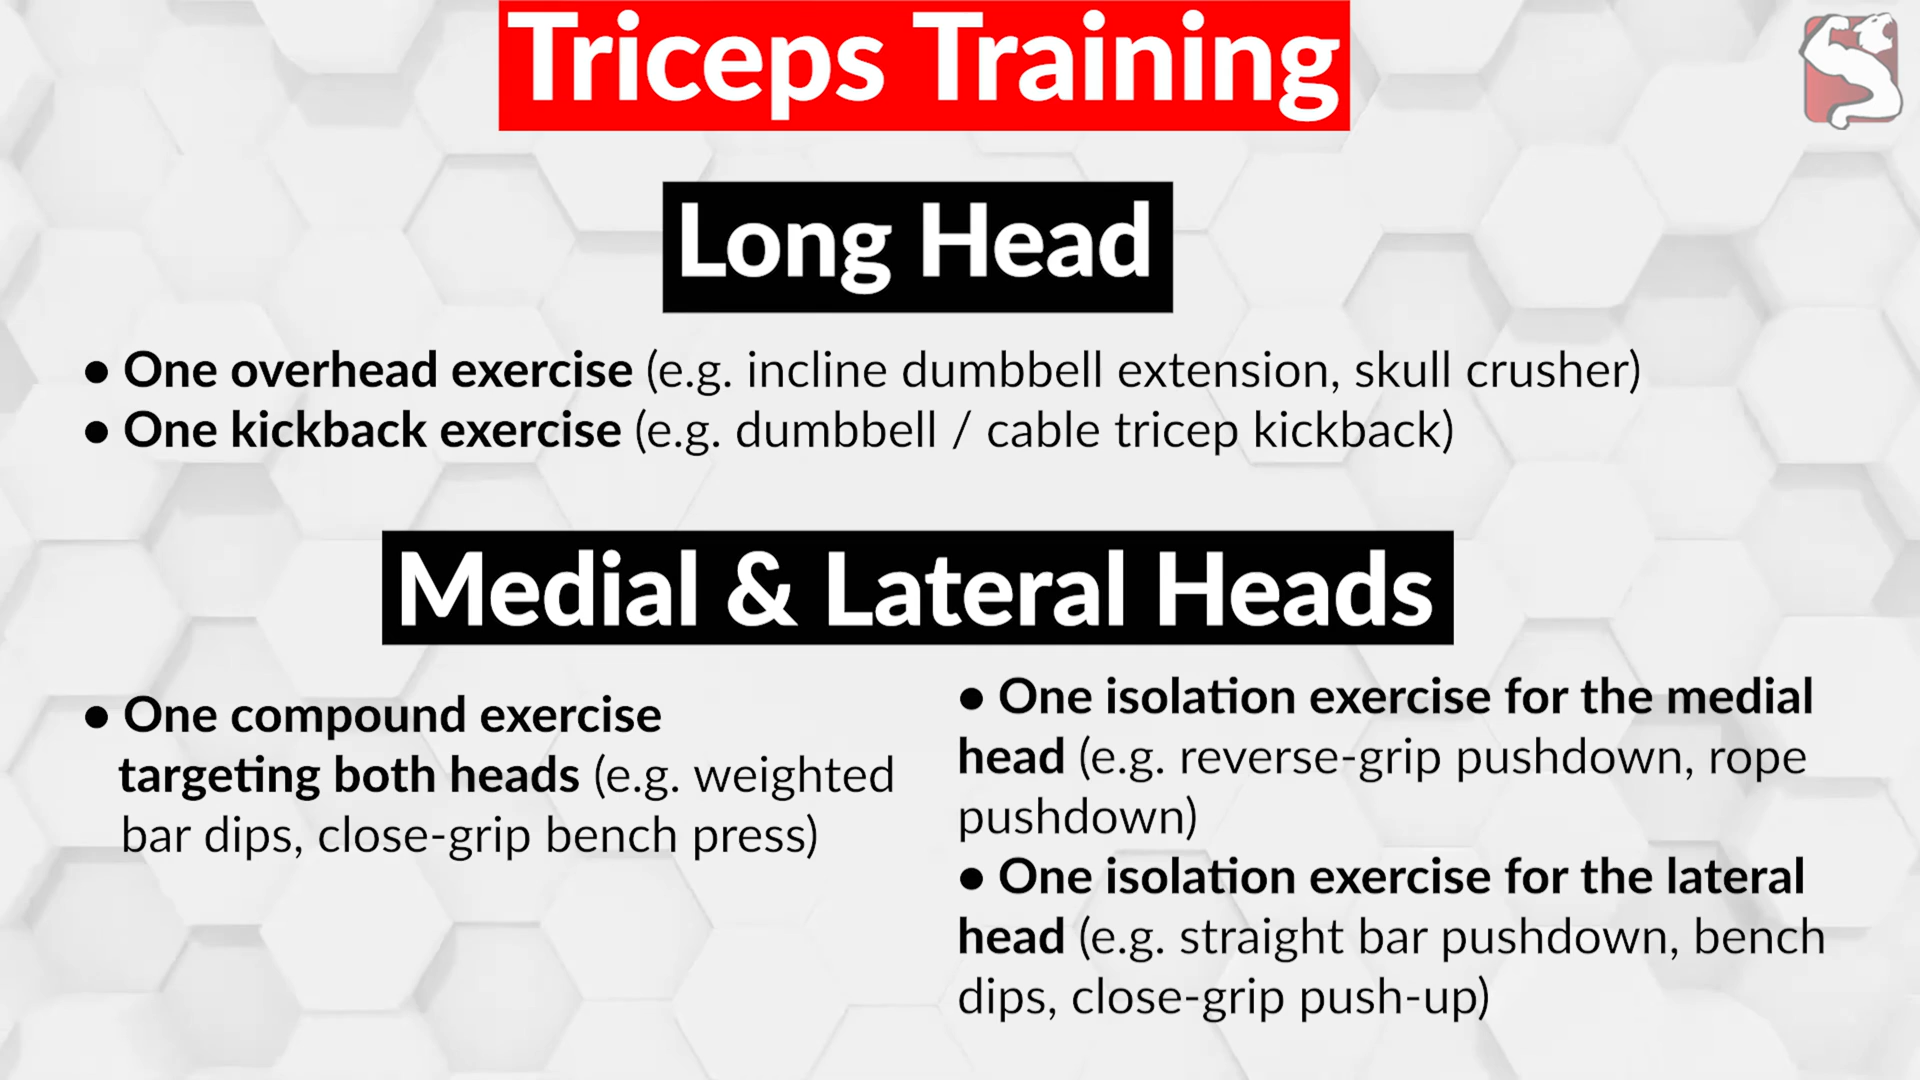 Triceps Training
Long Head
● One overhead exercise (e.g. incline dumbbell extension, skull crusher)
● One kickback exercise (e.g. dumbbell / cable tricep kickback)
Medial & Lateral Heads
● One compound exercise
targeting both heads (e.g. weighted
bar dips, close-grip bench press)
● One isolation exercise for the medial
head (e.g. reverse-grip pushdown, rope
pushdown)
● One isolation exercise for the lateral
head (e.g. straight bar pushdown, bench
dips, close-grip push-up)